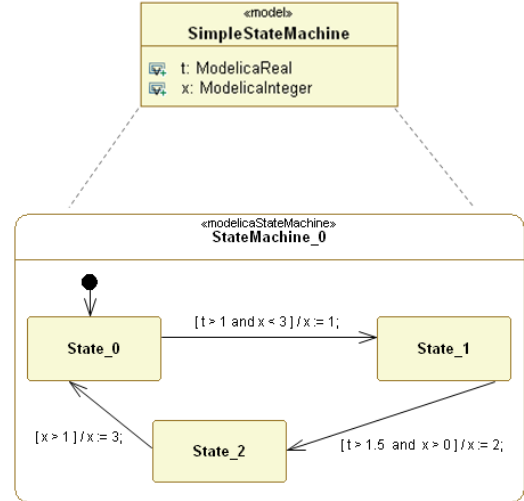 «model»
SimpleStateMachine
t: ModelicaReal
x: ModelicaInteger
«modelicaStateMachine»
StateMachine_0
[ t > 1 and x < 3 ] / x := 1;
State_0
State_1
[ x > 1 ] / x := 3;
State_2
[ t > 1.5 and x > 0 ] / x := 2;